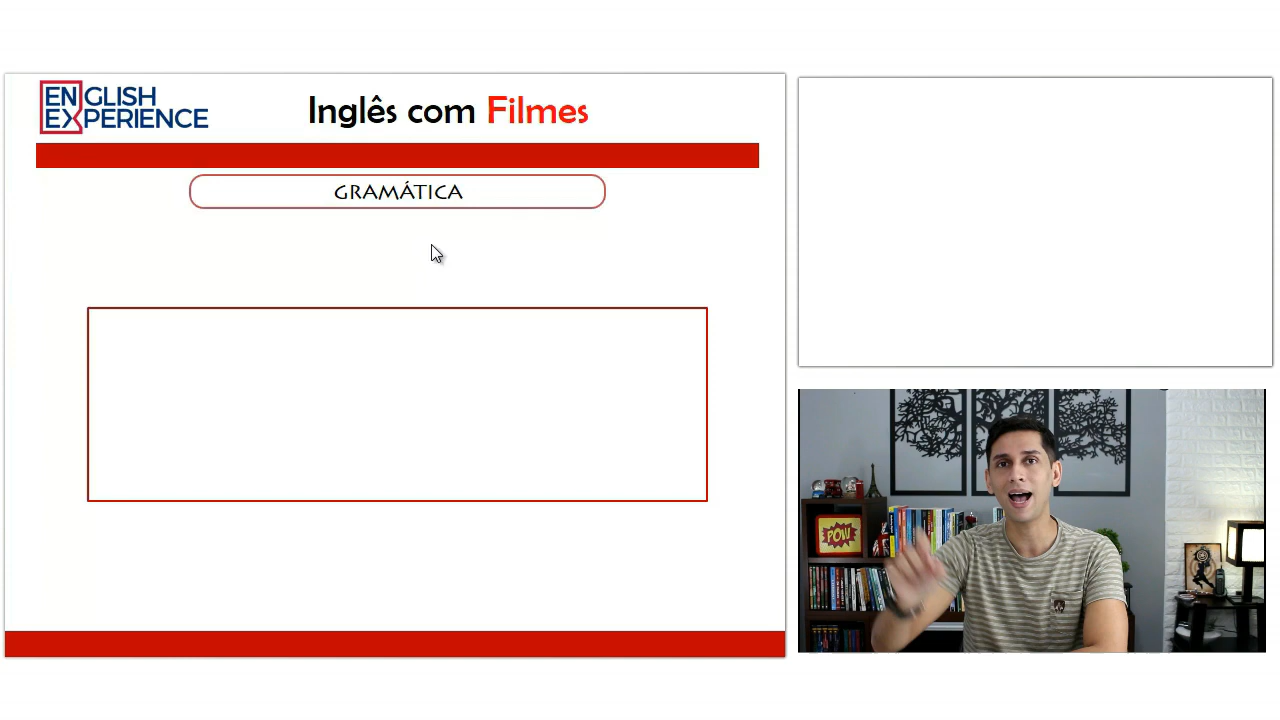 ENGLISH
EXPERIENCE
Inglês com Filmes
GRAMÁTICA
POW